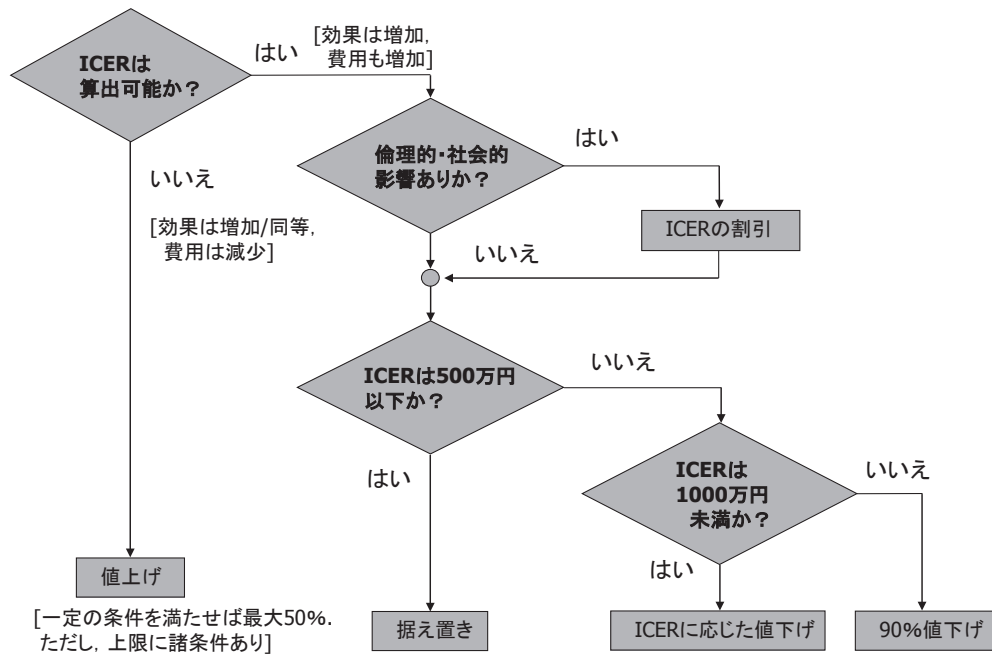 ICERは
算出可能か？
はい
[効果は増加,
費用も増加]
倫理的・社会的
影響ありか？
はい
いいえ
[効果は増加/同等,
費用は減少]
ICERの割引
いいえ
ICERは500万円
以下か？
いいえ
はい
ICERは
1000万円
未満か？
いいえ
はい
値上げ
[一定の条件を満たせば最大50%.
ただし, 上限に諸条件あり]
据え置き
ICERに応じた値下げ
90%値下げ